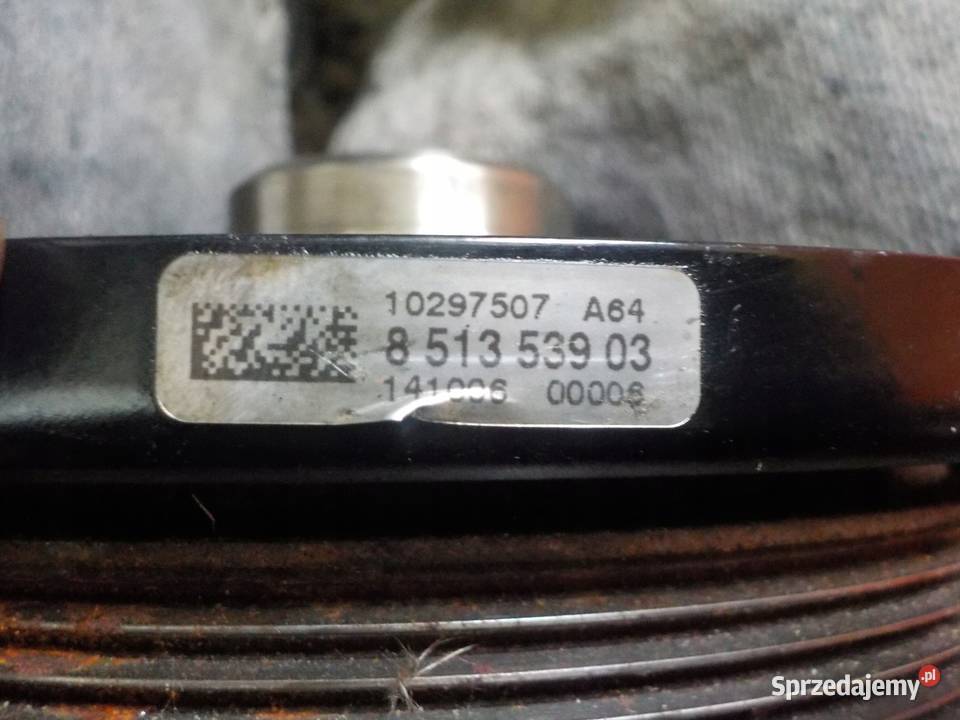 10297507 A64
8 513 539 03
141006 00006
Sprzedajemy.pl